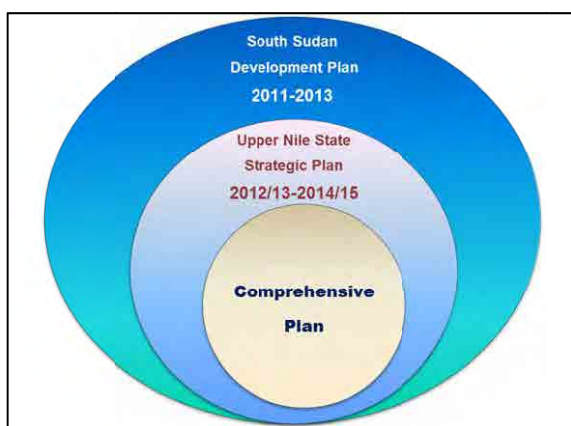 South Sudan
Development Plan
2011-2013
Upper Nile State
Strategic Plan
2012/13-2014/15
Comprehensive
Plan